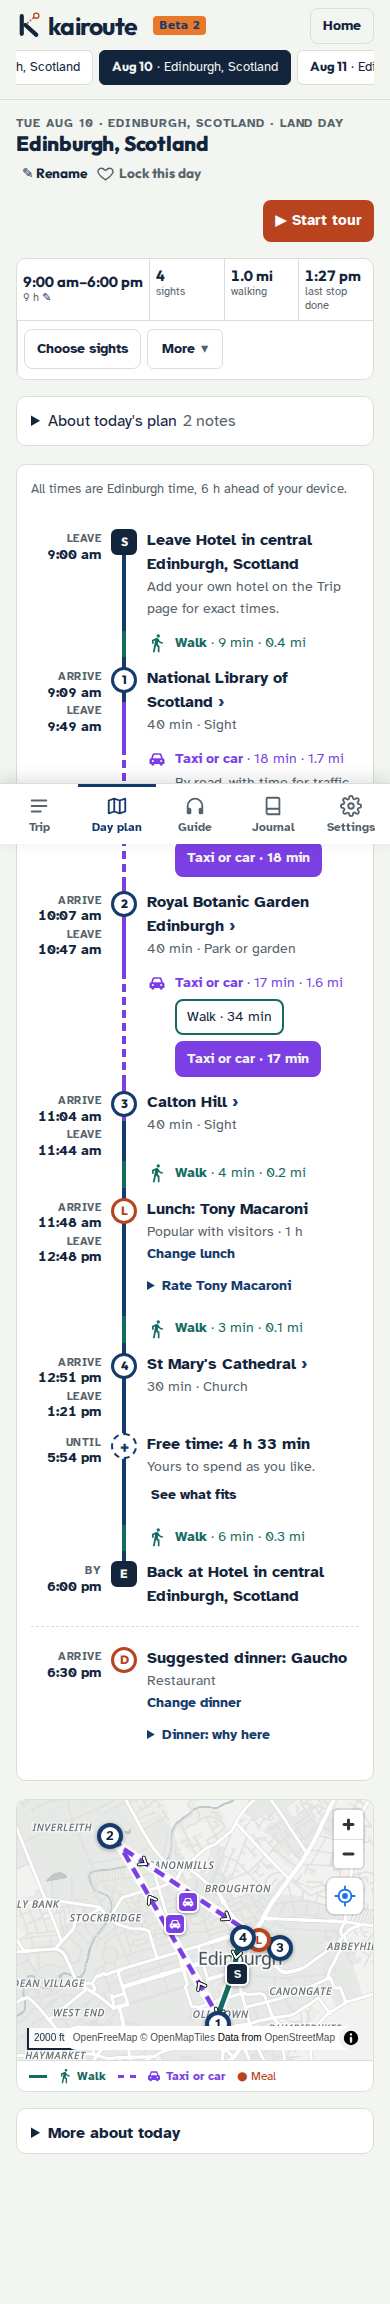 kairoute Beta 2 Home
h, Scotland Aug 10 · Edinburgh, Scotland Aug 11 · Edi
TUE AUG 10 · EDINBURGH, SCOTLAND · LAND DAY
Edinburgh, Scotland
✎ Rename Lock this day
▶ Start tour
9:00 am–6:00 pm 4 1.0 mi 1:27 pm
9 h ✎ sights walking last stop
done
Choose sights More ▼
▶ About today's plan 2 notes
All times are Edinburgh time, 6 h ahead of your device.
LEAVE S Leave Hotel in central
9:00 am Edinburgh, Scotland
Add your own hotel on the Trip
page for exact times.
Walk · 9 min · 0.4 mi
ARRIVE 1 National Library of
9:09 am Scotland ›
LEAVE 40 min · Sight
9:49 am
Taxi or car · 18 min · 1.7 mi
By road, with time for traffic
Trip Day plan Guide Journal Settings
Taxi or car · 18 min
ARRIVE 2 Royal Botanic Garden
10:07 am Edinburgh ›
LEAVE 40 min · Park or garden
10:47 am
Taxi or car · 17 min · 1.6 mi
Walk · 34 min
Taxi or car · 17 min
ARRIVE 3 Calton Hill ›
11:04 am 40 min · Sight
LEAVE
11:44 am
Walk · 4 min · 0.2 mi
ARRIVE L Lunch: Tony Macaroni
11:48 am Popular with visitors · 1 h
LEAVE Change lunch
12:48 pm
▶ Rate Tony Macaroni
Walk · 3 min · 0.1 mi
ARRIVE 4 St Mary's Cathedral ›
12:51 pm 30 min · Church
LEAVE
1:21 pm
UNTIL + Free time: 4 h 33 min
5:54 pm Yours to spend as you like.
See what fits
Walk · 6 min · 0.3 mi
BY E Back at Hotel in central
6:00 pm Edinburgh, Scotland
ARRIVE D Suggested dinner: Gaucho
6:30 pm Restaurant
Change dinner
▶ Dinner: why here
INVERLEITH 2 +
−
ANONMILLS
LY BANK BROUGHTON
STOCKBRIDGE
4 L 3 ABBEYHI
Edinburgh
S
DEAN VILLAGE CANONGATE
WEST END OLD TOWN
1
2000 ft OpenFreeMap © OpenMapTiles Data from OpenStreetMap
HAYMARKET
Walk Taxi or car Meal
▶ More about today